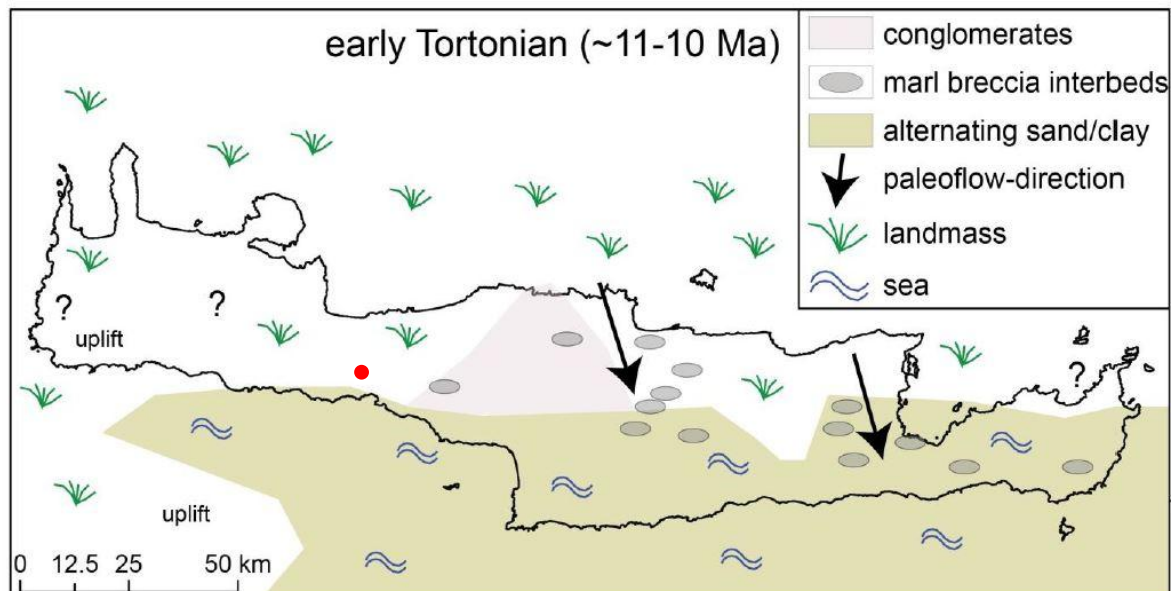 early Tortonian (~11-10 Ma)
conglomerates
marl breccia interbeds
alternating sand/clay
paleoflow-direction
landmass
sea
?
?
uplift
?
uplift
0 12.5 25 50 km